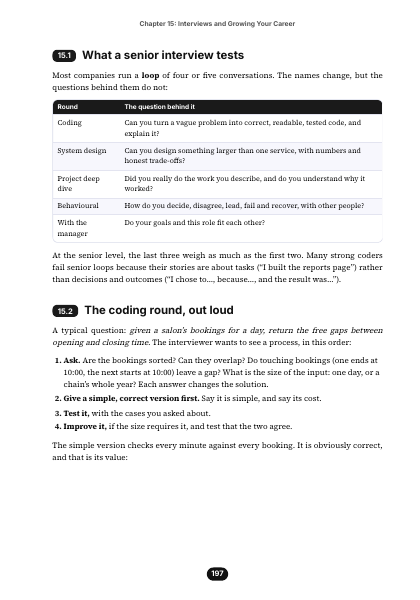 Chapter 15: Interviews and Growing Your Career
15.1 What a senior interview tests
Most companies run a loop of four or five conversations. The names change, but the
questions behind them do not:
Round The question behind it
Coding Can you turn a vague problem into correct, readable, tested code, and
explain it?
System design Can you design something larger than one service, with numbers and
honest trade-offs?
Project deep Did you really do the work you describe, and do you understand why it
dive worked?
Behavioural How do you decide, disagree, lead, fail and recover, with other people?
With the Do your goals and this role fit each other?
manager
At the senior level, the last three weigh as much as the first two. Many strong coders
fail senior loops because their stories are about tasks (“I built the reports page”) rather
than decisions and outcomes (“I chose to…, because…, and the result was…”).
15.2 The coding round, out loud
A typical question: given a salon's bookings for a day, return the free gaps between
opening and closing time. The interviewer wants to see a process, in this order:
1. Ask. Are the bookings sorted? Can they overlap? Do touching bookings (one ends at
10:00, the next starts at 10:00) leave a gap? What is the size of the input: one day, or a
chain's whole year? Each answer changes the solution.
2. Give a simple, correct version first. Say it is simple, and say its cost.
3. Test it, with the cases you asked about.
4. Improve it, if the size requires it, and test that the two agree.
The simple version checks every minute against every booking. It is obviously correct,
and that is its value:
197